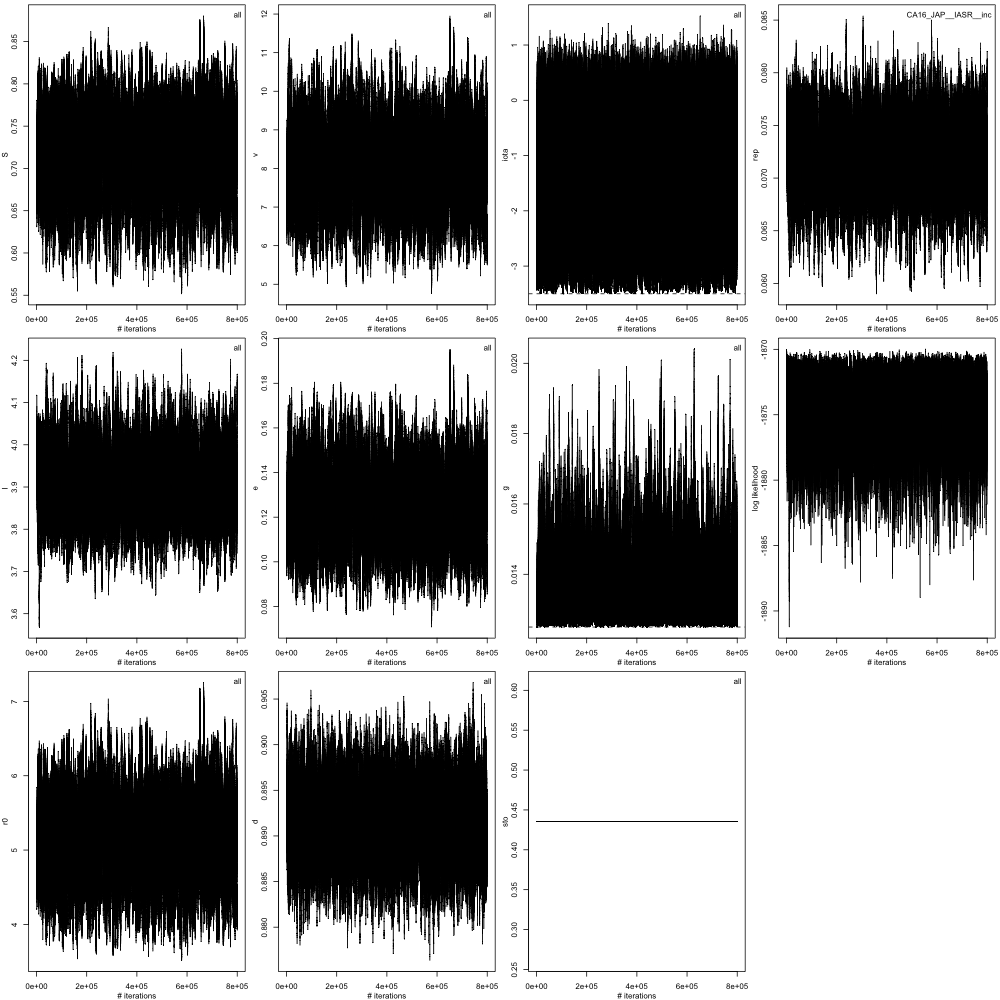 all
S
0.55 0.60 0.65 0.70 0.75 0.80 0.85
0e+00 2e+05 4e+05 6e+05 8e+05
# iterations
all
v
5 6 7 8 9 10 11 12
0e+00 2e+05 4e+05 6e+05 8e+05
# iterations
all
iota
-3 -2 -1 0 1
0e+00 2e+05 4e+05 6e+05 8e+05
# iterations
CA16_JAP__IASR__inc
rep
0.060 0.065 0.070 0.075 0.080 0.085
0e+00 2e+05 4e+05 6e+05 8e+05
# iterations
all
I
3.6 3.7 3.8 3.9 4.0 4.1 4.2
0e+00 2e+05 4e+05 6e+05 8e+05
# iterations
all
e
0.08 0.10 0.12 0.14 0.16 0.18 0.20
0e+00 2e+05 4e+05 6e+05 8e+05
# iterations
all
g
0.014 0.016 0.018 0.020
0e+00 2e+05 4e+05 6e+05 8e+05
# iterations
log likelihood
-1890 -1885 -1880 -1875 -1870
0e+00 2e+05 4e+05 6e+05 8e+05
# iterations
all
r0
4 5 6 7
0e+00 2e+05 4e+05 6e+05 8e+05
# iterations
all
d
0.880 0.885 0.890 0.895 0.900 0.905
0e+00 2e+05 4e+05 6e+05 8e+05
# iterations
all
sto
0.25 0.30 0.35 0.40 0.45 0.50 0.55 0.60
0e+00 2e+05 4e+05 6e+05 8e+05
# iterations